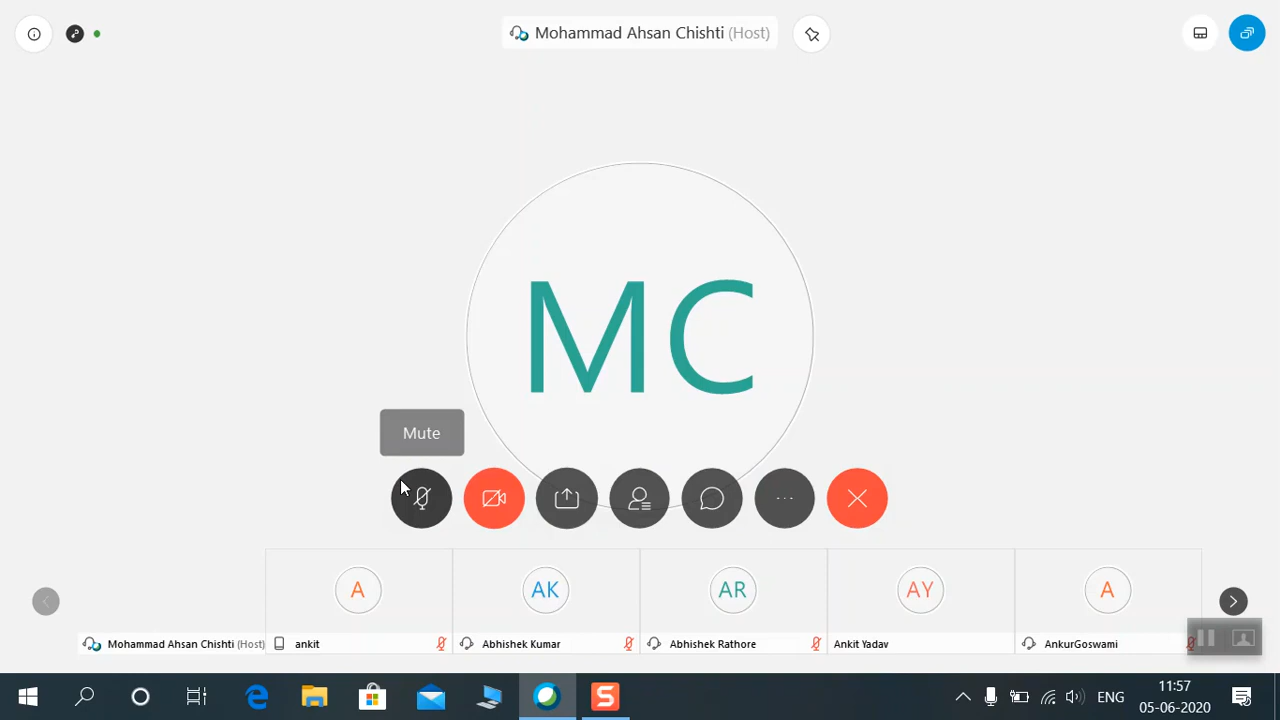 Mohammad Ahsan Chishti (Host)
MC
Mute
A
AK
AR
AY
A
Mohammad Ahsan Chishti (Host)
ankit
Abhishek Kumar
Abhishek Rathore
Ankit Yadav
AnkurGoswami
S
ENG
11:57
05-06-2020